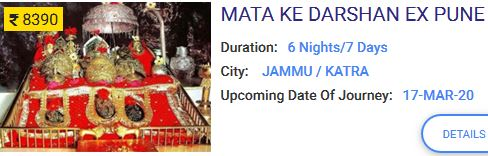 ₹ 8390
MATA KE DARSHAN EX PUNE
Duration: 6 Nights/7 Days
City: JAMMU / KATRA
Upcoming Date Of Journey: 17-MAR-20
DETAILS